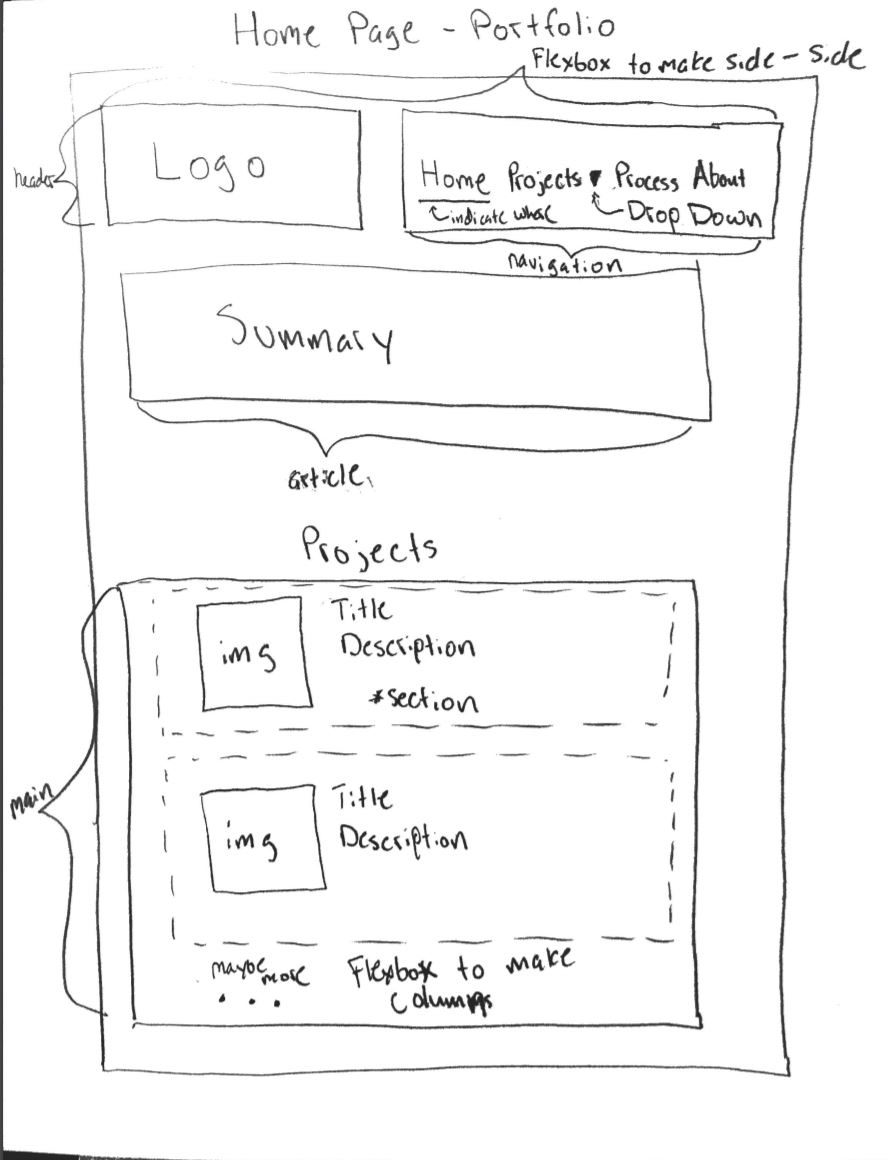 Home Page - Portfolio
Flexbox to make side - side
header
Logo
Home Projects ▼ Process About
indicate whose
Drop Down
navigation
Summary
article
Projects
main
img
Title
Description
*section
img
Title
Description
maybe more
...
Flexbox to make
columns